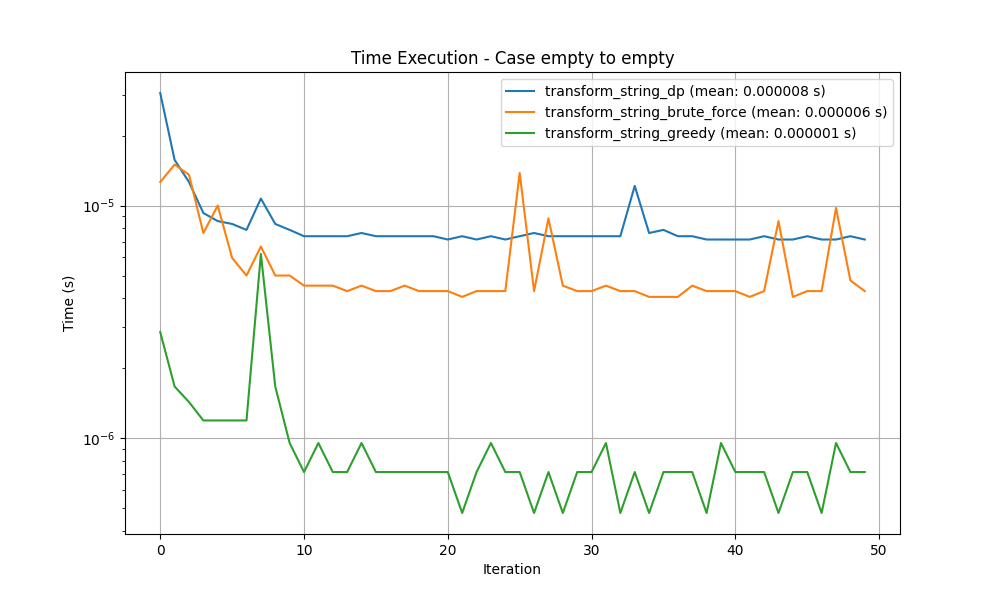 Time Execution - Case empty to empty
transform_string_dp (mean: 0.000008 s)
transform_string_brute_force (mean: 0.000006 s)
transform_string_greedy (mean: 0.000001 s)
Time (s)
10⁻⁵
10⁻⁶
0 10 20 30 40 50
Iteration